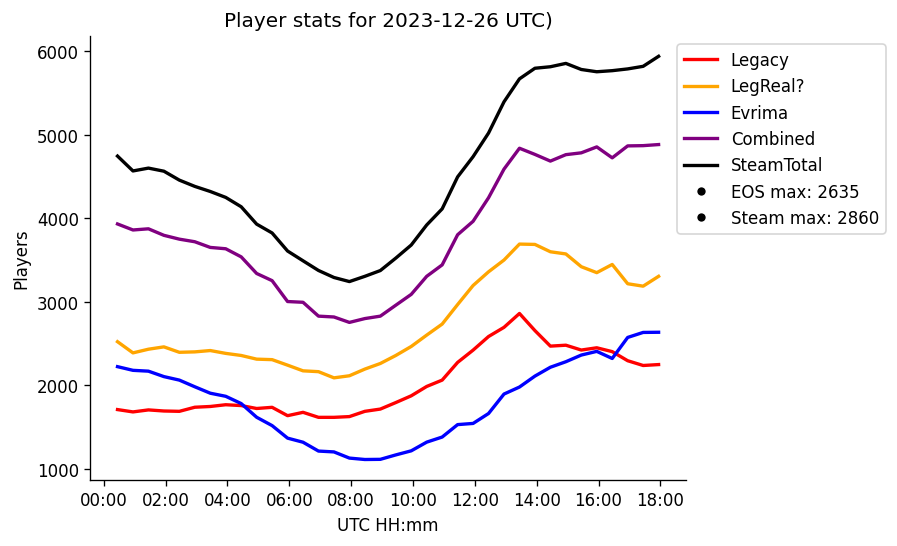 Player stats for 2023-12-26 UTC)
6000
5000
4000
3000
2000
1000
Players
00:00 02:00 04:00 06:00 08:00 10:00 12:00 14:00 16:00 18:00
UTC HH:mm
Legacy
LegReal?
Evrima
Combined
SteamTotal
EOS max: 2635
Steam max: 2860